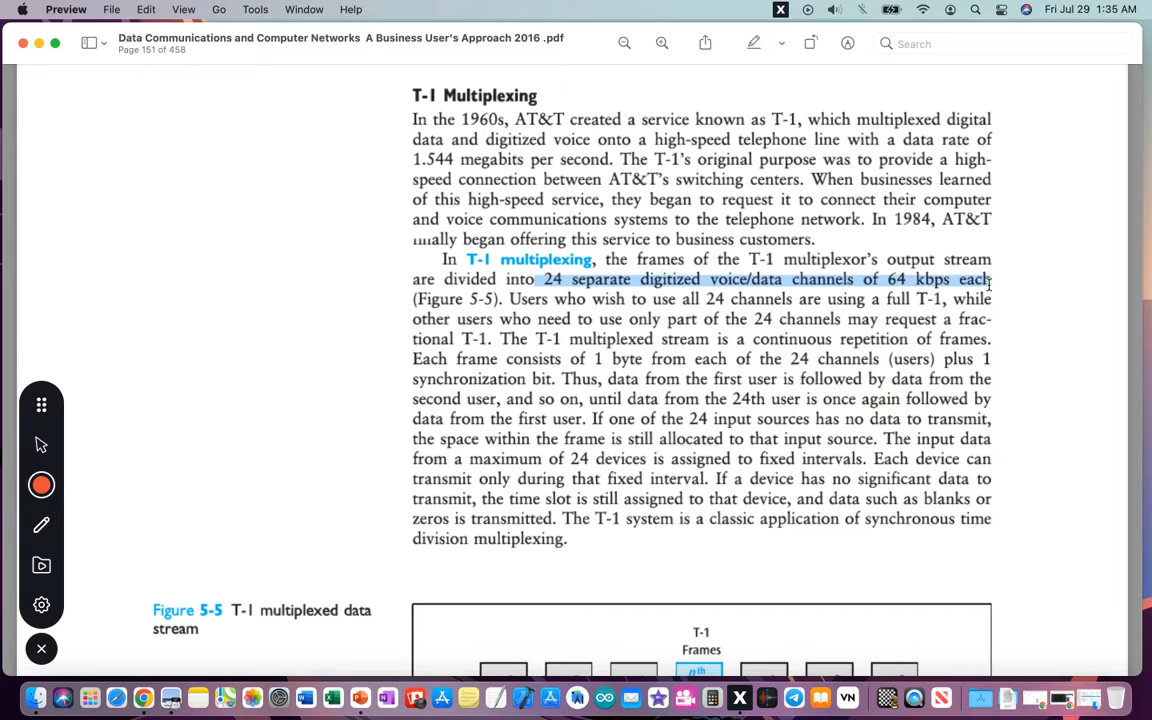 Preview File Edit View Go Tools Window Help Fri Jul 29 1:35 AM
Data Communications and Computer Networks A Business User's Approach 2016 .pdf
Page 151 of 458
Search
T-1 Multiplexing
In the 1960s, AT&T created a service known as T-1, which multiplexed digital
data and digitized voice onto a high-speed telephone line with a data rate of
1.544 megabits per second. The T-1's original purpose was to provide a high-
speed connection between AT&T's switching centers. When businesses learned
of this high-speed service, they began to request it to connect their computer
and voice communications systems to the telephone network. In 1984, AT&T
finally began offering this service to business customers.
In T-1 multiplexing, the frames of the T-1 multiplexor's output stream
are divided into 24 separate digitized voice/data channels of 64 kbps each
(Figure 5-5). Users who wish to use all 24 channels are using a full T-1, while
other users who need to use only part of the 24 channels may request a frac-
tional T-1. The T-1 multiplexed stream is a continuous repetition of frames.
Each frame consists of 1 byte from each of the 24 channels (users) plus 1
synchronization bit. Thus, data from the first user is followed by data from the
second user, and so on, until data from the 24th user is once again followed by
data from the first user. If one of the 24 input sources has no data to transmit,
the space within the frame is still allocated to that input source. The input data
from a maximum of 24 devices is assigned to fixed intervals. Each device can
transmit only during that fixed interval. If a device has no significant data to
transmit, the time slot is still assigned to that device, and data such as blanks or
zeros is transmitted. The T-1 system is a classic application of synchronous time
division multiplexing.
Figure 5-5 T-1 multiplexed data
stream
T-1
Frames
nth
VN